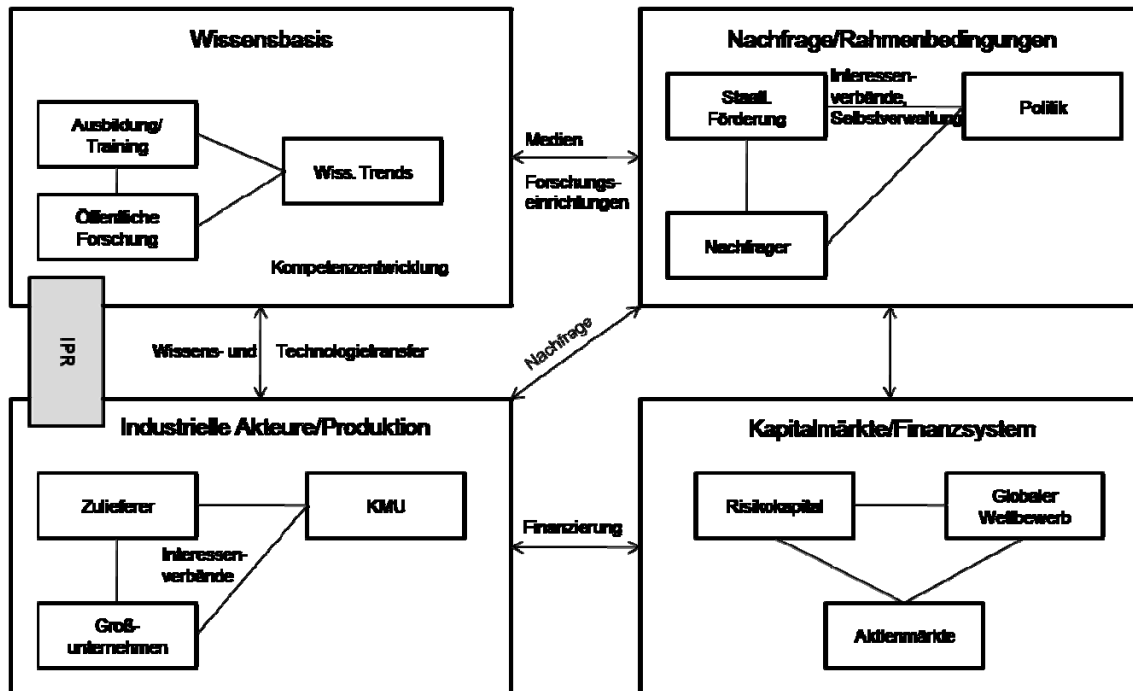 Wissensbasis
Ausbildung/
Training
Wiss. Trends
Öffentliche
Forschung
Kompetenzentwicklung
Medien
Forschungs-
einrichtungen
Nachfrage/Rahmenbedingungen
Staatl.
Förderung
Interessen-
verbände,
Selbstverwaltung
Politik
Nachfrager
IPR
Wissens- und
Technologietransfer
Nachfrage
Industrielle Akteure/Produktion
Zulieferer
KMU
Interessen-
verbände
Groß-
unternehmen
Finanzierung
Kapitalmärkte/Finanzsystem
Risikokapital
Globaler
Wettbewerb
Aktienmärkte